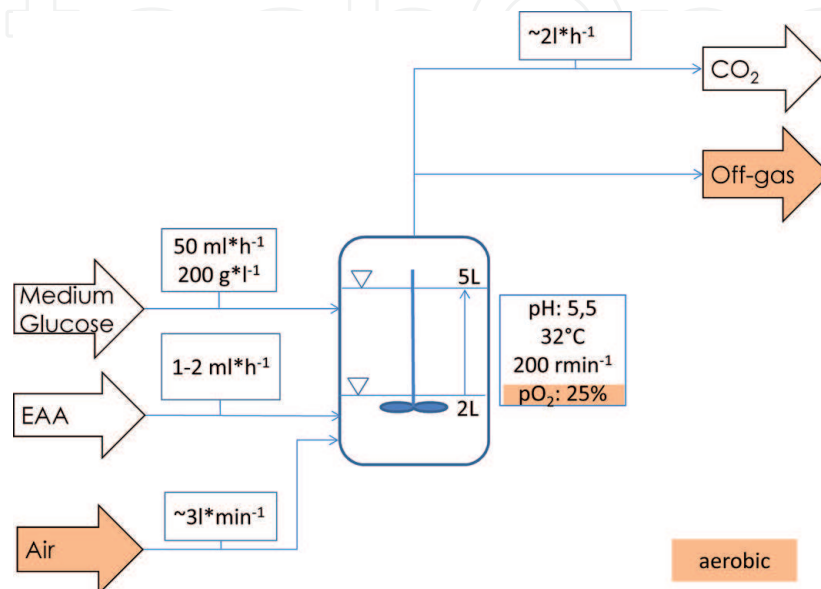 ~2l*h⁻¹
CO₂
Off-gas
50 ml*h⁻¹
200 g*l⁻¹
Medium
Glucose
5L
pH: 5,5
32°C
200 rmin⁻¹
pO₂: 25%
1-2 ml*h⁻¹
EAA
2L
~3l*min⁻¹
Air
aerobic